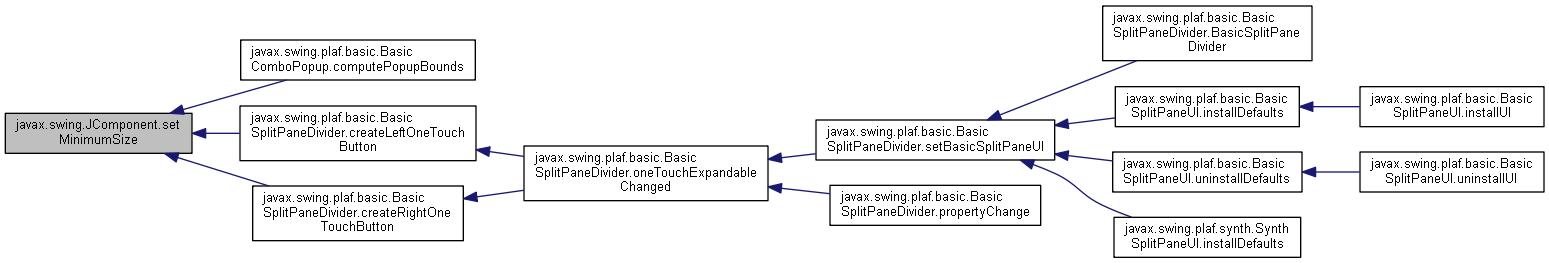 javax.swing.JComponent.set
MinimumSize
javax.swing.plaf.basic.Basic
ComboPopup.computePopupBounds
javax.swing.plaf.basic.Basic
SplitPaneDivider.createLeftOneTouch
Button
javax.swing.plaf.basic.Basic
SplitPaneDivider.createRightOne
TouchButton
javax.swing.plaf.basic.Basic
SplitPaneDivider.oneTouchExpandable
Changed
javax.swing.plaf.basic.Basic
SplitPaneDivider.setBasicSplitPaneUI
javax.swing.plaf.basic.Basic
SplitPaneDivider.propertyChange
javax.swing.plaf.basic.Basic
SplitPaneDivider.BasicSplitPane
Divider
javax.swing.plaf.basic.Basic
SplitPaneUI.installDefaults
javax.swing.plaf.basic.Basic
SplitPaneUI.uninstallDefaults
javax.swing.plaf.synth.Synth
SplitPaneUI.installDefaults
javax.swing.plaf.basic.Basic
SplitPaneUI.installUI
javax.swing.plaf.basic.Basic
SplitPaneUI.uninstallUI